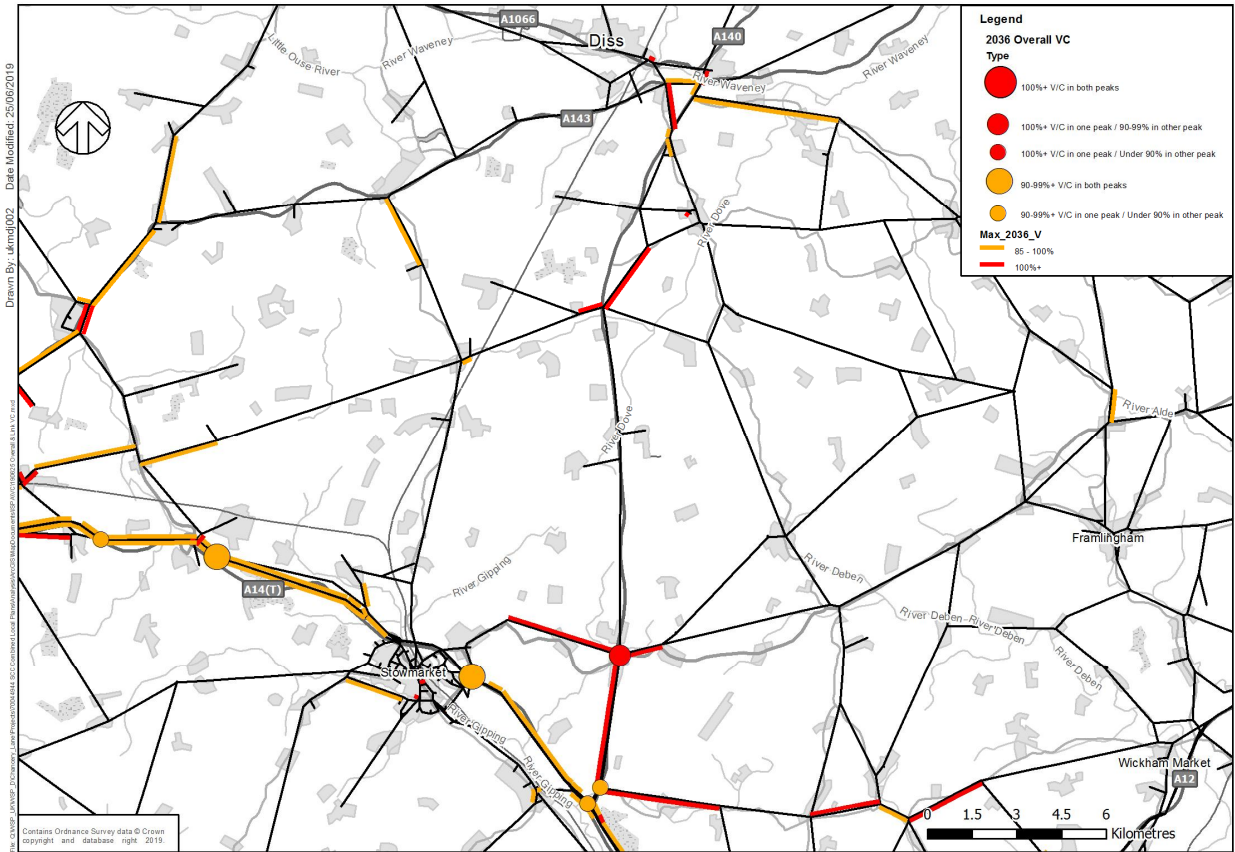 Legend
2036 Overall VC
Type
100%+ V/C in both peaks
100%+ V/C in one peak / 90-99% in other peak
100%+ V/C in one peak / Under 90% in other peak
90-99%+ V/C in both peaks
90-99%+ V/C in one peak / Under 90% in other peak
Max_2036_V
85 - 100%
100%+
A1066
Diss
A140
River Waveney
River Waveney
River Waveney
Little Ouse River
A143
River Dove
River Dove
River Alde
Framlingham
River Gipping
River Deben
River Deben
River Deben
River Deben
A14(T)
Stowmarket
River Gipping
River Gipping
Wickham Market
A12
0 1.5 3 4.5 6
Kilometres
Contains Ordnance Survey data © Crown
copyright and database right 2019.
Drawn By: ukmdj002 Date Modified: 25/06/2019